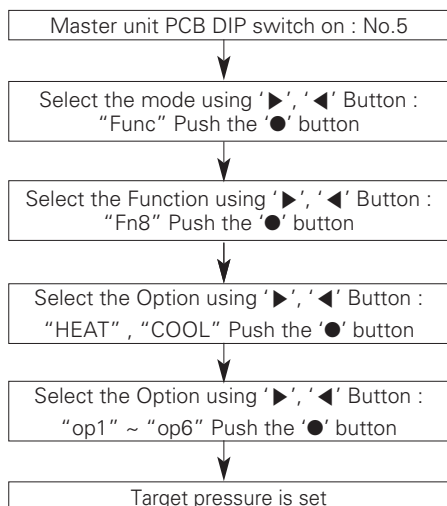 Master unit PCB DIP switch on : No.5
Select the mode using ‘▶’, ‘◀’ Button :
“Func” Push the ‘●’ button
Select the Function using ‘▶’, ‘◀’ Button :
“Fn8” Push the ‘●’ button
Select the Option using ‘▶’, ‘◀’ Button :
“HEAT” , “COOL” Push the ‘●’ button
Select the Option using ‘▶’, ‘◀’ Button :
“op1” ~ “op6” Push the ‘●’ button
Target pressure is set